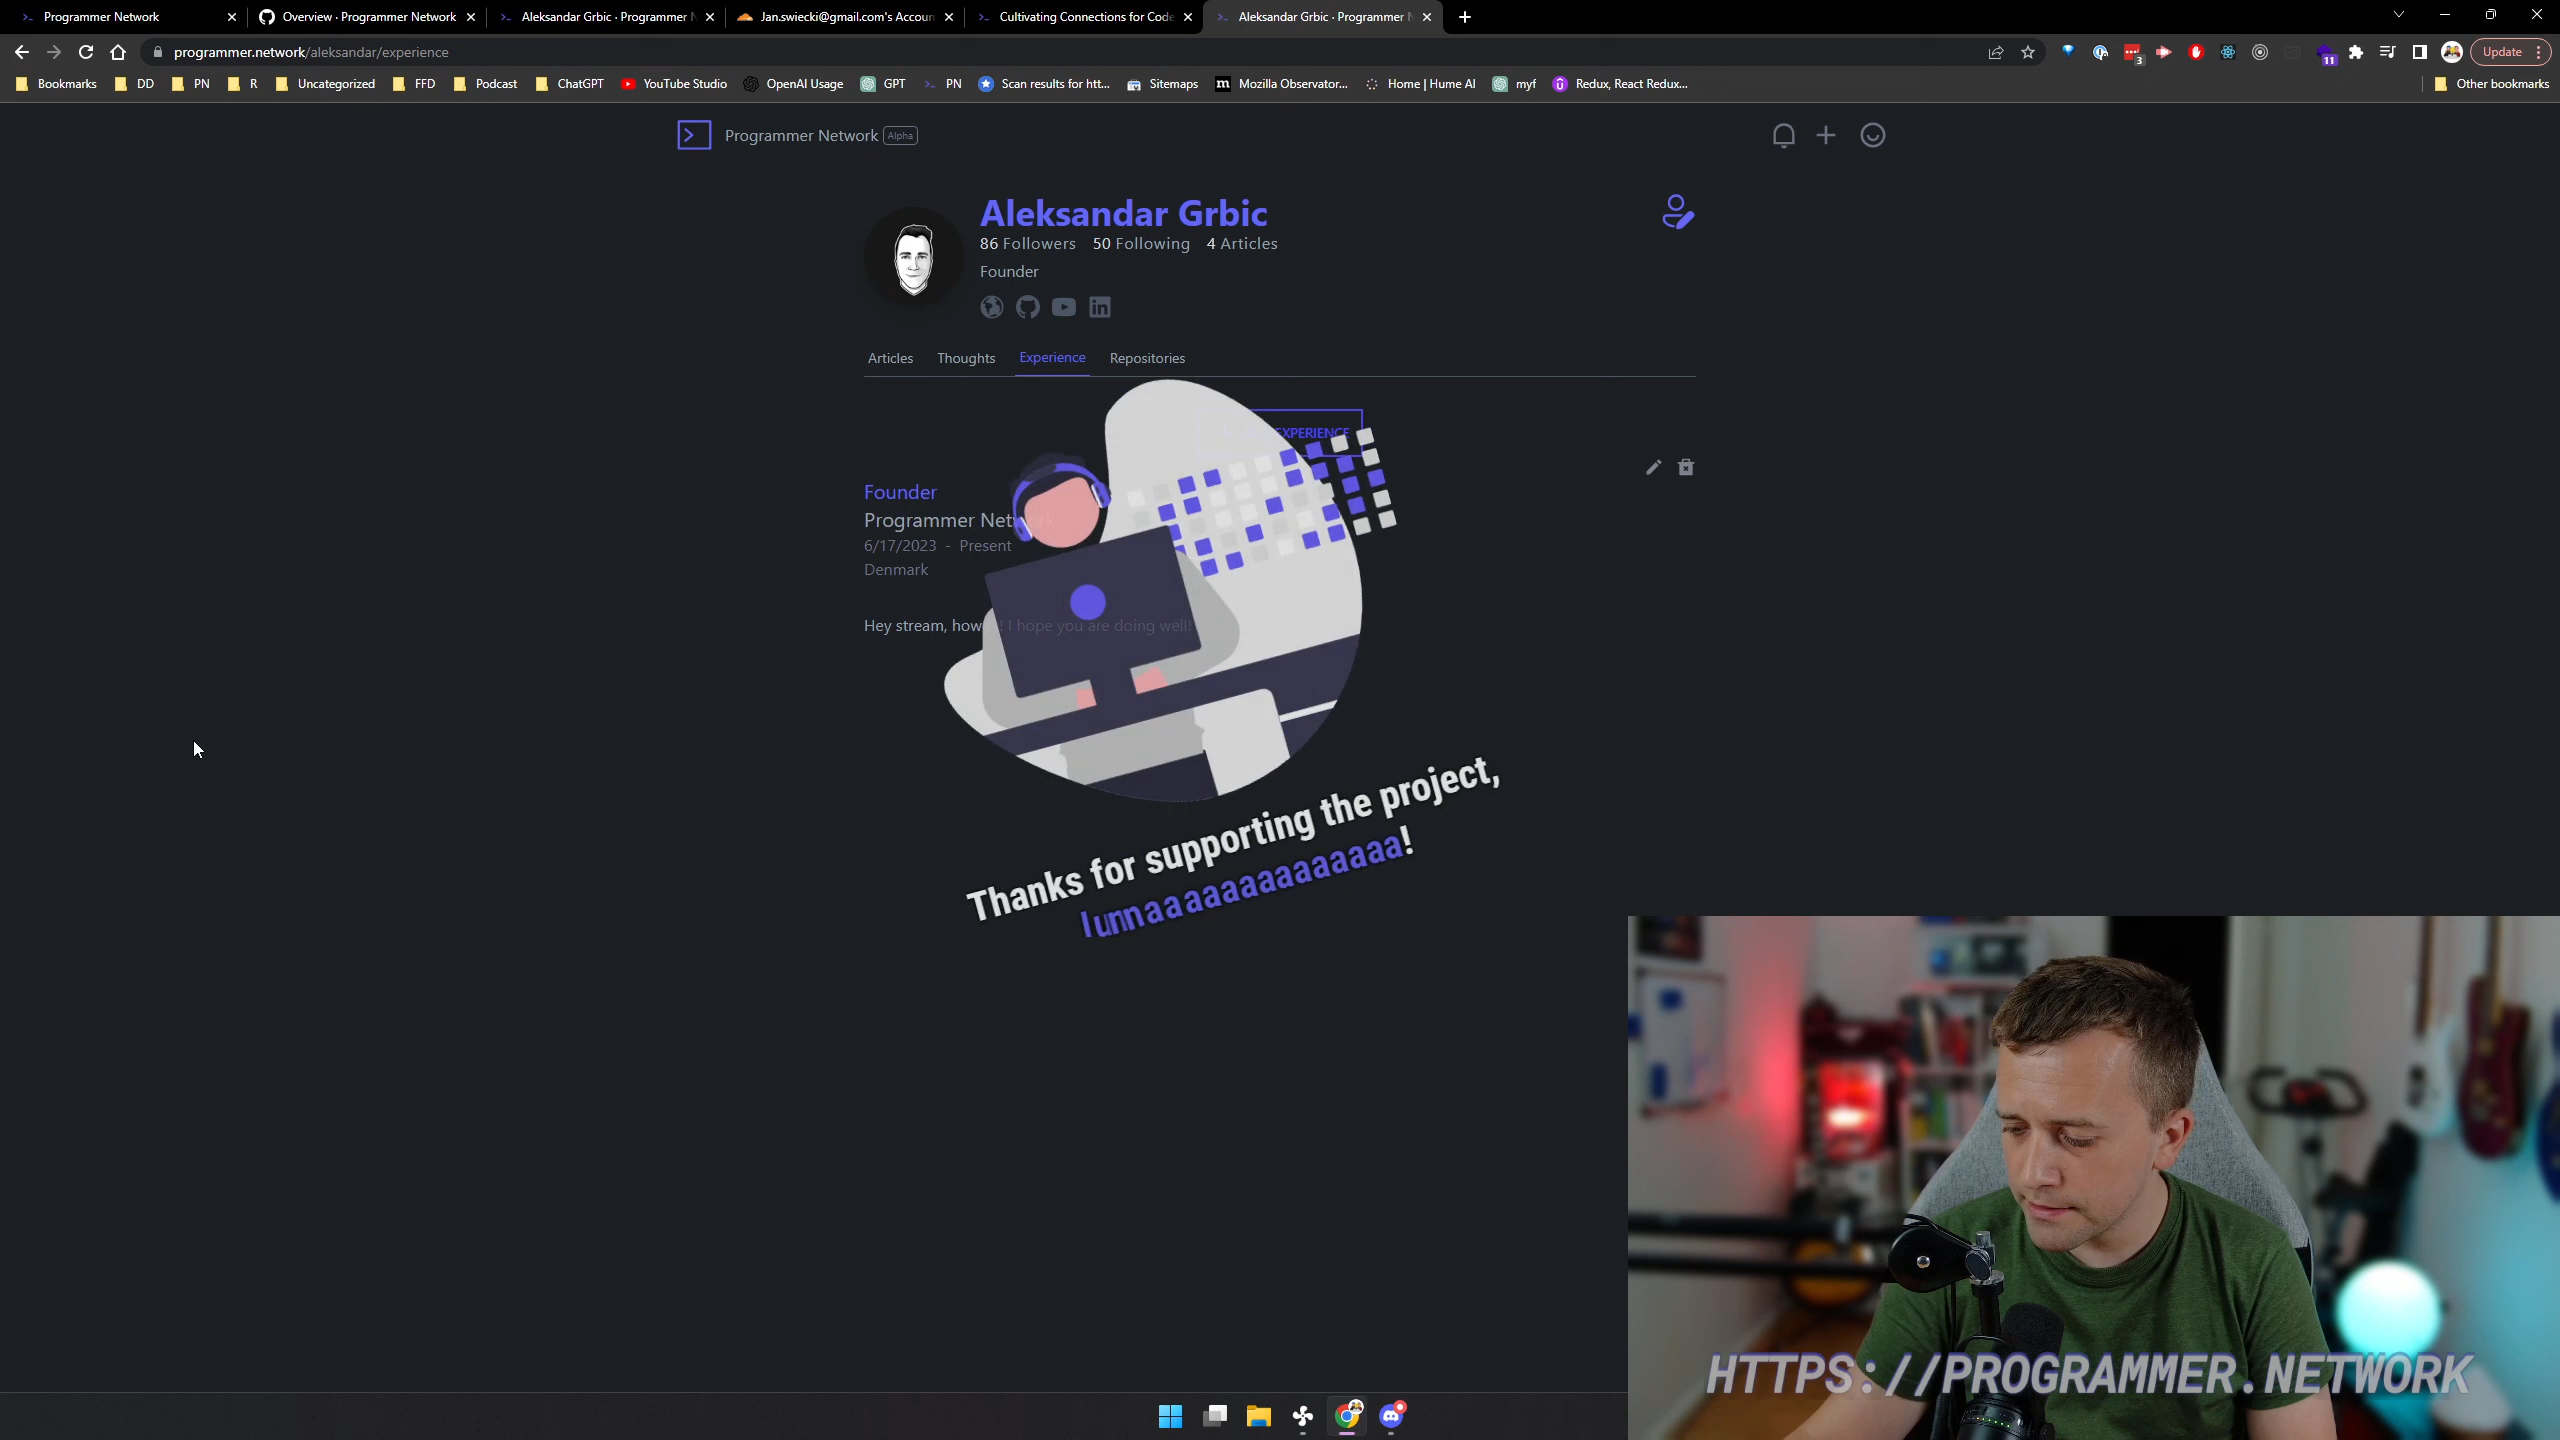 Programmer Network
Overview · Programmer Network
Aleksandar Grbic · Programmer N
Jan.swiecki@gmail.com's Accoun
Cultivating Connections for Code
Aleksandar Grbic · Programmer N
programmer.network/aleksandar/experience
Update
Bookmarks
DD
PN
R
Uncategorized
FFD
Podcast
ChatGPT
YouTube Studio
OpenAI Usage
GPT
PN
Scan results for htt...
Sitemaps
Mozilla Observator...
Home | Hume AI
myf
Redux, React Redux...
Other bookmarks
3
11
Programmer Network Alpha
Aleksandar Grbic
86 Followers 50 Following 4 Articles
Founder
Articles Thoughts Experience Repositories
EXPERIENCE
Founder
Programmer Network
6/17/2023 - Present
Denmark
Hey stream, how ! I hope you are doing well!
Thanks for supporting the project,
lunnaaaaaaaaaaaaa!
HTTPS://PROGRAMMER.NETWORK